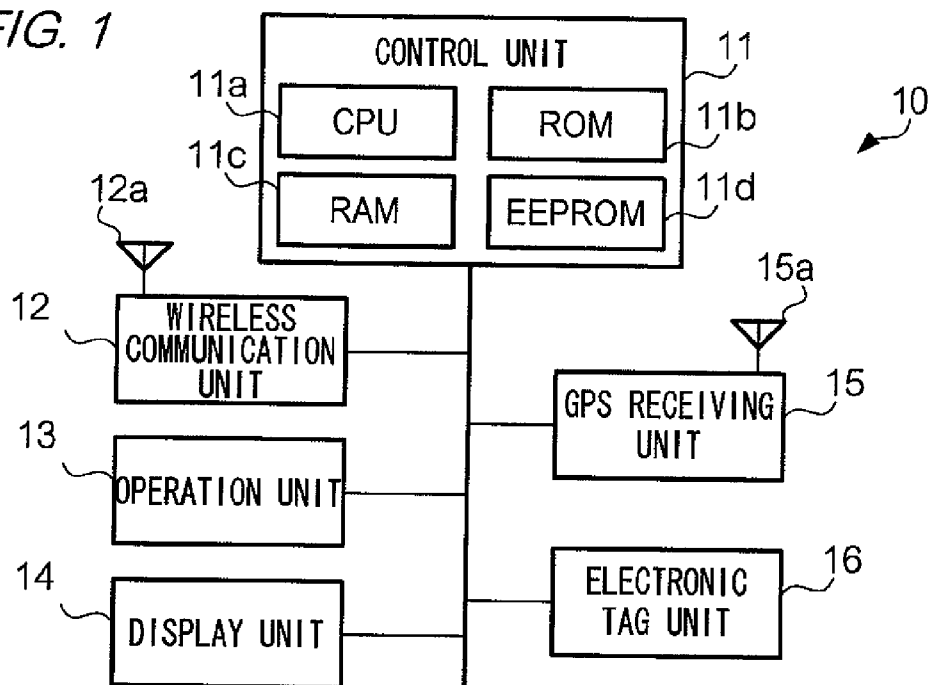 FIG. 1
CONTROL UNIT
11
11a
CPU
ROM
11b
10
11c
RAM
EEPROM
11d
12a
12
WIRELESS
COMMUNICATION
UNIT
15a
GPS RECEIVING
UNIT
15
13
OPERATION UNIT
14
DISPLAY UNIT
ELECTRONIC
TAG UNIT
16